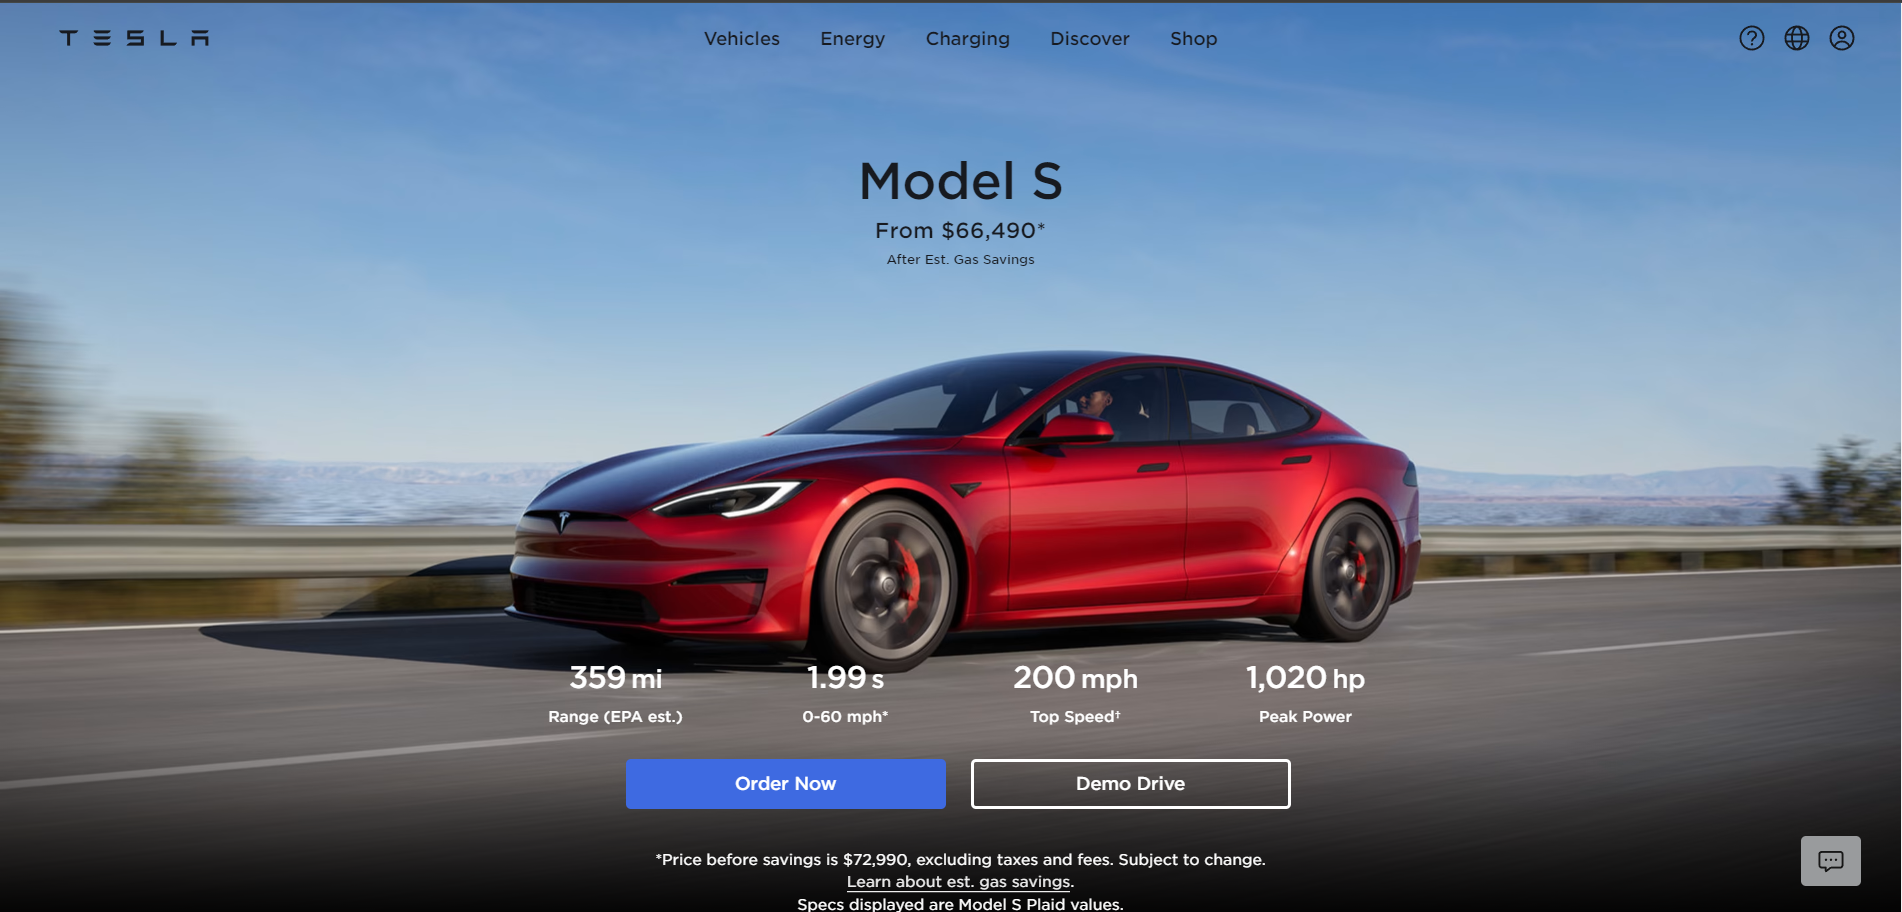 TESLA
Vehicles Energy Charging Discover Shop
Model S
From $66,490*
After Est. Gas Savings
359 mi 1.99 s 200 mph 1,020 hp
Range (EPA est.) 0-60 mph* Top Speed† Peak Power
Order Now Demo Drive
*Price before savings is $72,990, excluding taxes and fees. Subject to change.
Learn about est. gas savings.
Specs displayed are Model S Plaid values.